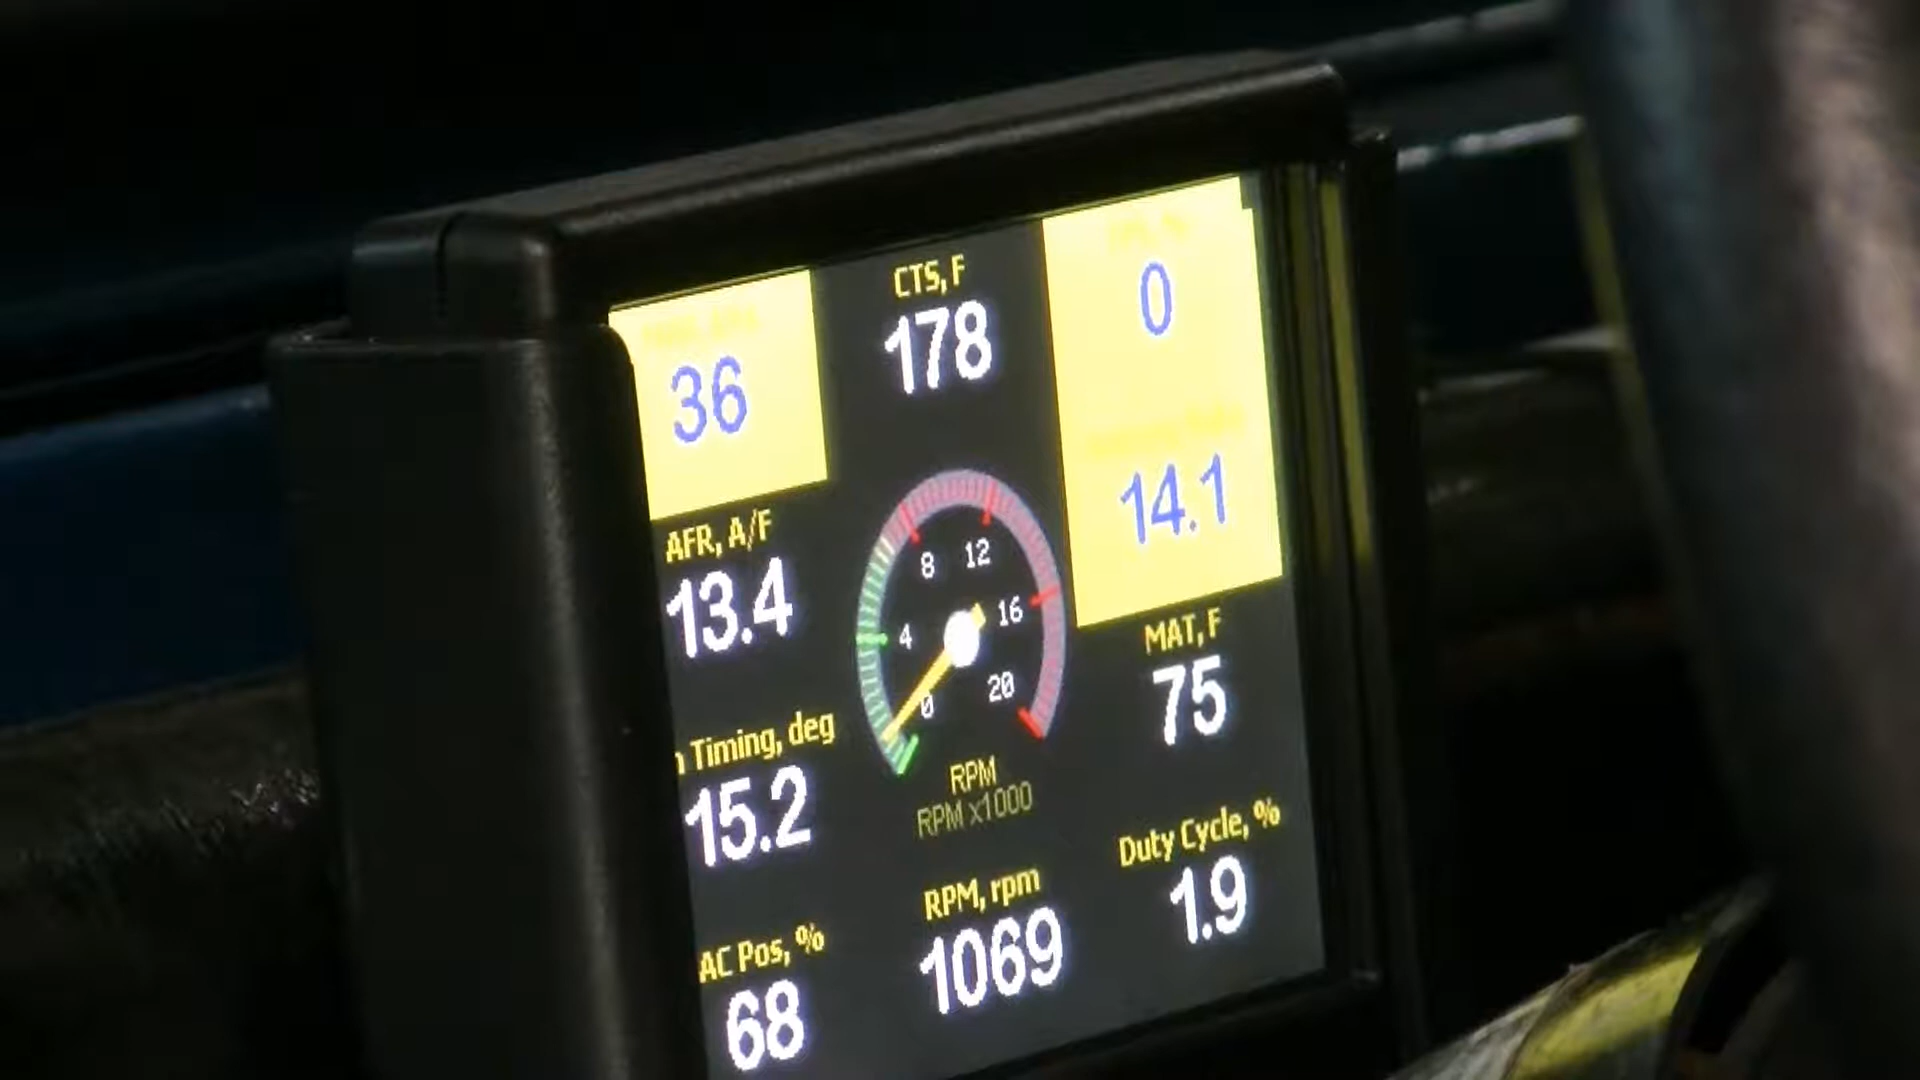 CTS, F
178
36
0
14.1
AFR, A/F
13.4
8 12
4 16
0 20
RPM
RPM x1000
MAT, F
75
Timing, deg
15.2
Duty Cycle, %
1.9
AC Pos, %
68
RPM, rpm
1069